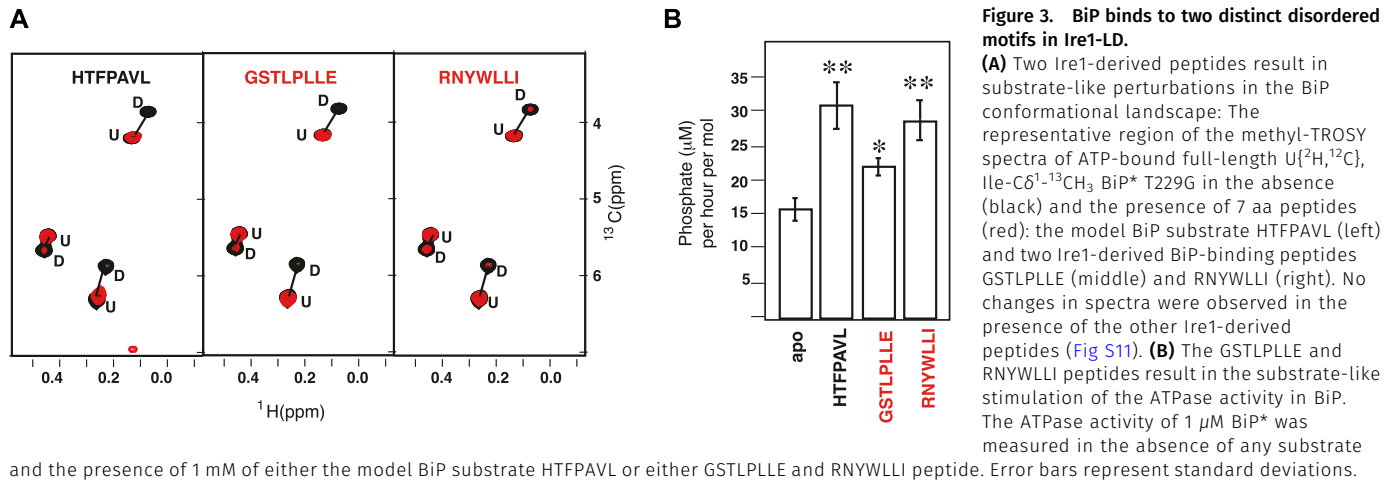 A
HTFPAVL
GSTLPLLE
RNYWLLI
D
U
U
D
D
U
D
U
U
D
D
U
D
U
U
D
D
U
4
5
6
13C(ppm)
0.4 0.2 0.0
0.4 0.2 0.0
0.4 0.2 0.0
1H(ppm)
B
Phosphate (μM)
per hour per mol
35
30
25
20
15
10
5
**
*
**
apo
HTFPAVL
GSTLPLLE
RNYWLLI
Figure 3. BiP binds to two distinct disordered
motifs in Ire1-LD.
(A) Two Ire1-derived peptides result in
substrate-like perturbations in the BiP
conformational landscape: The
representative region of the methyl-TROSY
spectra of ATP-bound full-length U{²H,¹²C},
Ile-Cδ¹-¹³CH₃ BiP* T229G in the absence
(black) and the presence of 7 aa peptides
(red): the model BiP substrate HTFPAVL (left)
and two Ire1-derived BiP-binding peptides
GSTLPLLE (middle) and RNYWLLI (right). No
changes in spectra were observed in the
presence of the other Ire1-derived
peptides (Fig S11). (B) The GSTLPLLE and
RNYWLLI peptides result in the substrate-like
stimulation of the ATPase activity in BiP.
The ATPase activity of 1 μM BiP* was
measured in the absence of any substrate
and the presence of 1 mM of either the model BiP substrate HTFPAVL or either GSTLPLLE and RNYWLLI peptide. Error bars represent standard deviations.